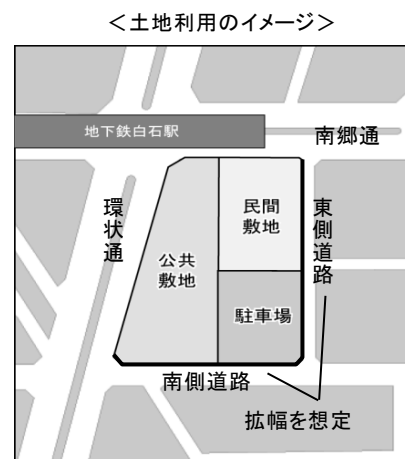 ＜土地利用のイメージ＞
地下鉄白石駅
南郷通
環状通
民間
敷地
東側道路
公共
敷地
駐車場
南側道路
拡幅を想定